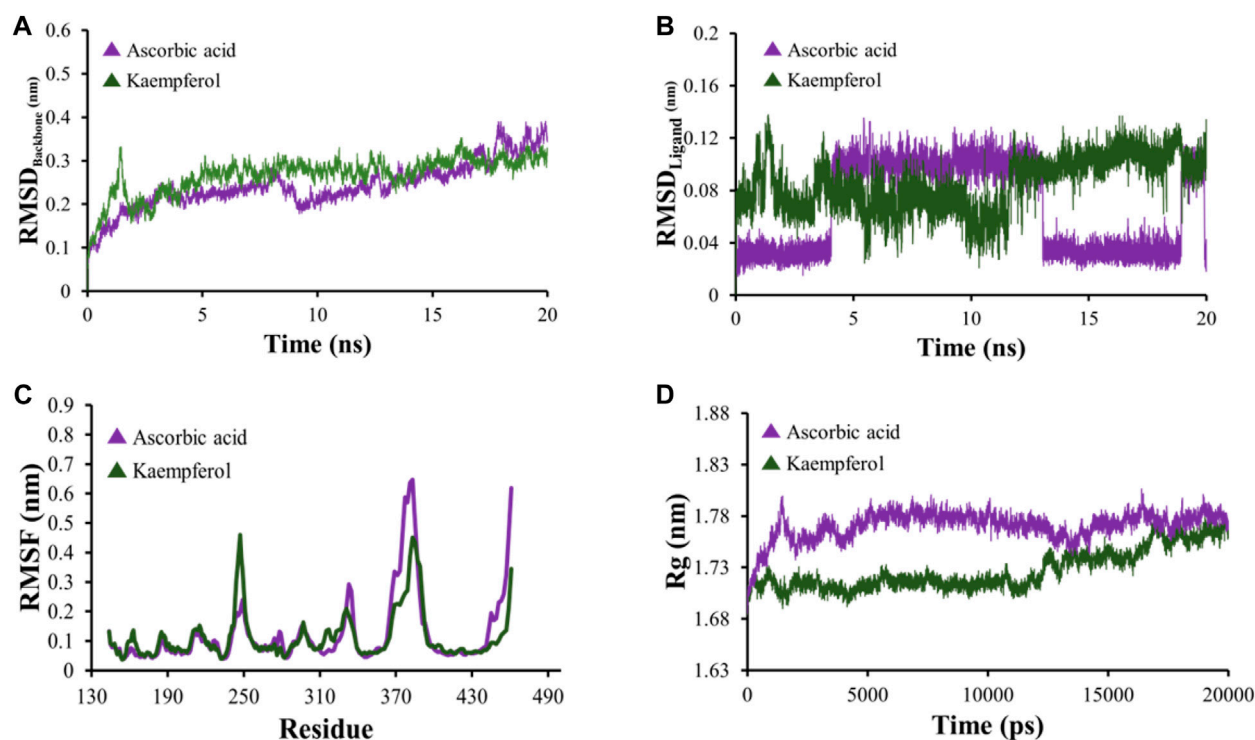 A
RMSD Backbone (nm)
0.6
0.5
0.4
0.3
0.2
0.1
0
Ascorbic acid
Kaempferol
0 5 10 15 20
Time (ns)
B
RMSD Ligand (nm)
0.2
0.16
0.12
0.08
0.04
0
Ascorbic acid
Kaempferol
0 5 10 15 20
Time (ns)
C
RMSF (nm)
0.9
0.8
0.7
0.6
0.5
0.4
0.3
0.2
0.1
0
Ascorbic acid
Kaempferol
130 190 250 310 370 430 490
Residue
D
Rg (nm)
1.88
1.83
1.78
1.73
1.68
1.63
Ascorbic acid
Kaempferol
0 5000 10000 15000 20000
Time (ps)